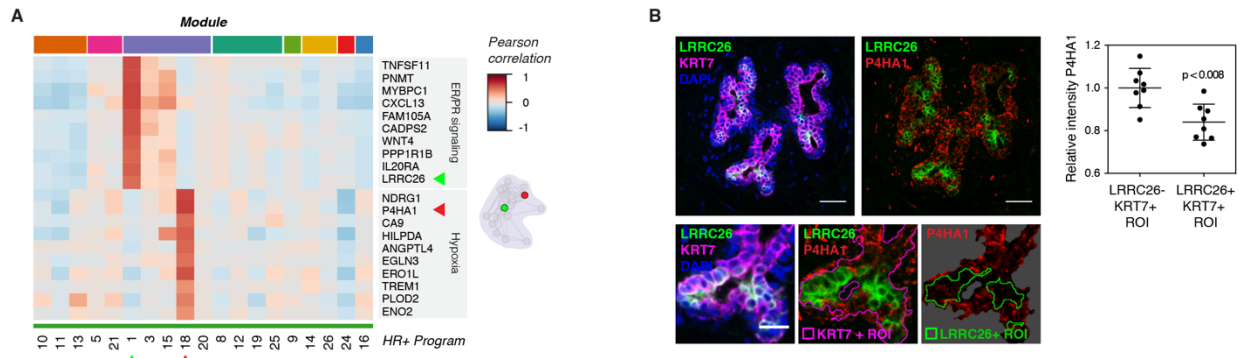 A
Module
Pearson
correlation
1
0
-1
TNFSF11
PNMT
MYBPC1
CXCL13
FAM105A
CADPS2
WNT4
PPP1R1B
IL20RA
LRRC26
ER/PR signaling
NDRG1
P4HA1
CA9
HILPDA
ANGPTL4
EGLN3
ERO1L
TREM1
PLOD2
ENO2
Hypoxia
10 11 13 5 21 1 3 15 18 20 8 12 19 25 9 14 26 24 16 HR+ Program
B
LRRC26
KRT7
DAPI
LRRC26
P4HA1
LRRC26
KRT7
DAPI
LRRC26
P4HA1
KRT7 + ROI
P4HA1
LRRC26+ ROI
Relative intensity P4HA1
1.2
1.0
0.8
0.6
p<0.008
LRRC26-
KRT7+
ROI
LRRC26+
KRT7+
ROI